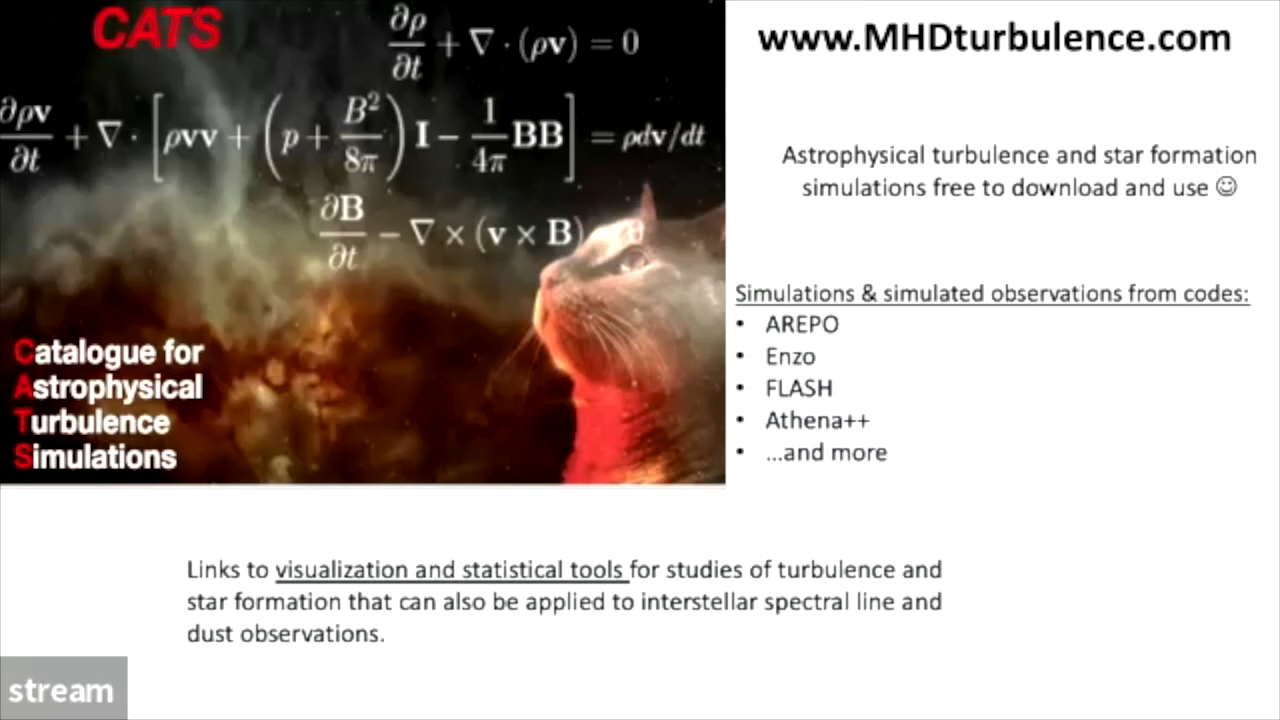 CATS
∂ρ/∂t + ∇ · (ρv) = 0
∂ρv/∂t + ∇ · [ρvv + (p + B²/8π) I − 1/4π BB] = ρdv/dt
∂B/∂t − ∇ × (v × B)
Catalogue for
Astrophysical
Turbulence
Simulations
www.MHDturbulence.com
Astrophysical turbulence and star formation
simulations free to download and use ☺
Simulations & simulated observations from codes:
• AREPO
• Enzo
• FLASH
• Athena++
• ...and more
Links to visualization and statistical tools for studies of turbulence and
star formation that can also be applied to interstellar spectral line and
dust observations.
stream